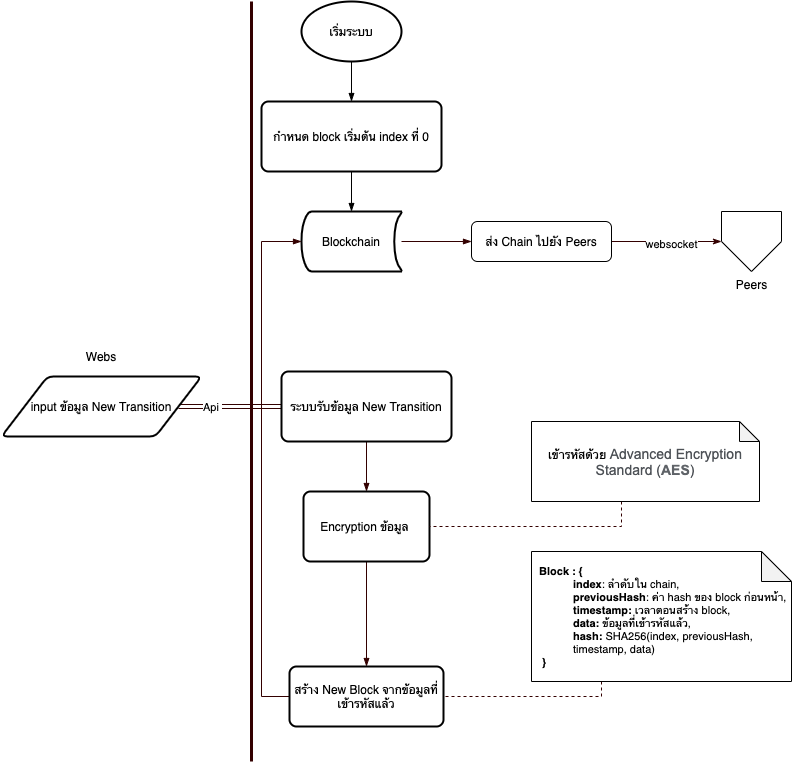 เริ่มระบบ
กำหนด block เริ่มต้น index ที่ 0
Blockchain
ส่ง Chain ไปยัง Peers
websocket
Peers
Webs
input ข้อมูล New Transition
Api
ระบบรับข้อมูล New Transition
เข้ารหัสด้วย Advanced Encryption
Standard (AES)
Encryption ข้อมูล
Block : {
index: ลำดับใน chain,
previousHash: ค่า hash ของ block ก่อนหน้า,
timestamp: เวลาตอนสร้าง block,
data: ข้อมูลที่เข้ารหัสแล้ว,
hash: SHA256(index, previousHash,
timestamp, data)
}
สร้าง New Block จากข้อมูลที่
เข้ารหัสแล้ว